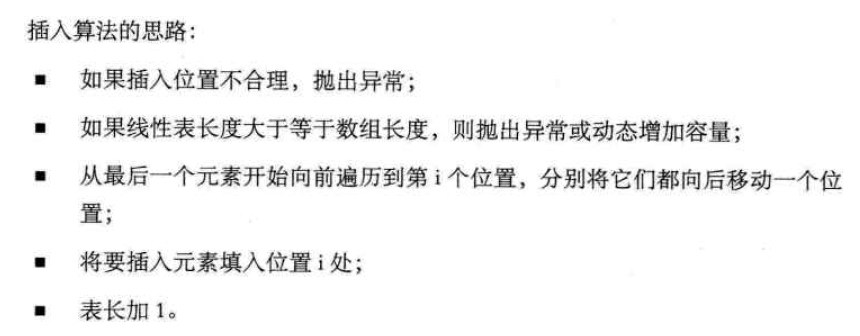 插入算法的思路:
■ 如果插入位置不合理，抛出异常;
■ 如果线性表长度大于等于数组长度，则抛出异常或动态增加容量;
■ 从最后一个元素开始向前遍历到第 i 个位置，分别将它们都向后移动一个位
置;
■ 将要插入元素填入位置 i 处;
■ 表长加 1。